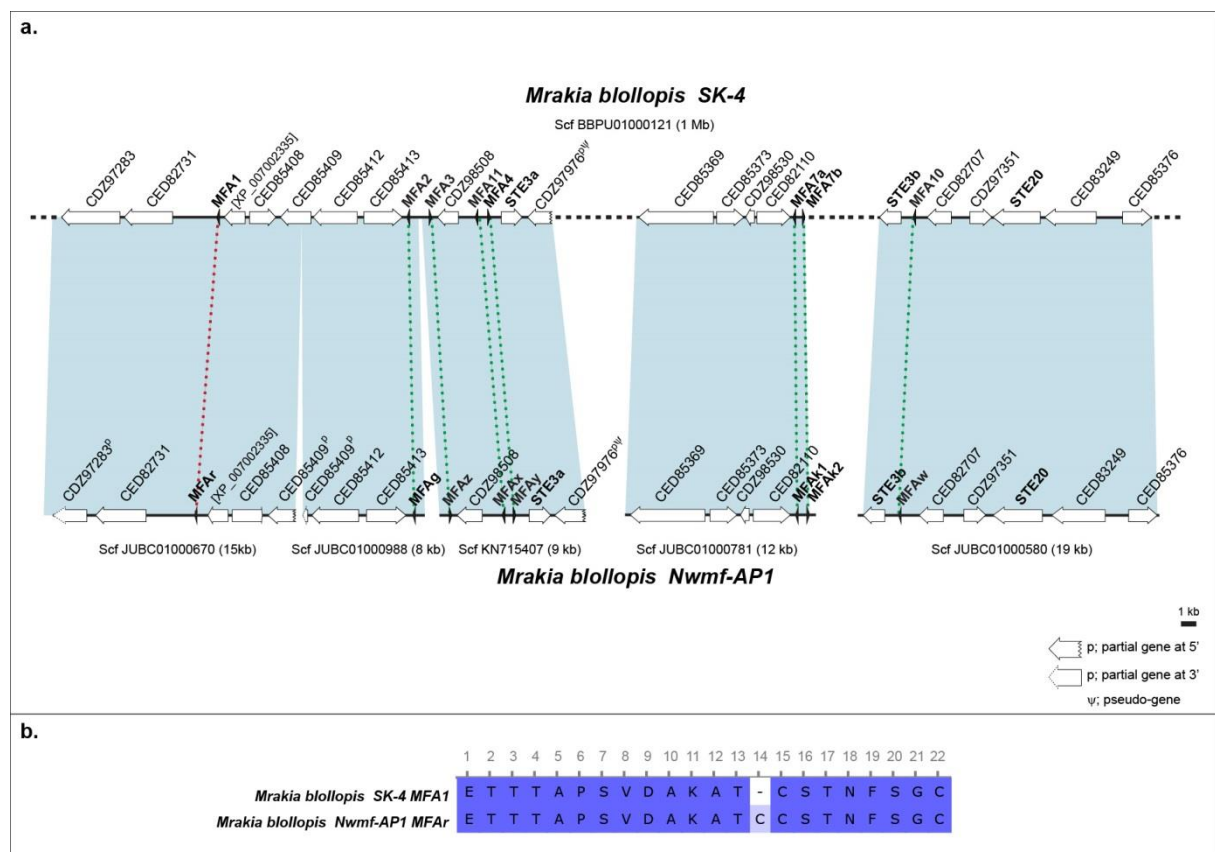 a.
Mrakia blollopis SK-4
Scf BBPU01000121 (1 Mb)
CDZ97283 CED82731 MFA1 [XP_007002335] CED85408 CED85409 CED85412 CED85413 MFA2 MFA3 CDZ98508 MFA11 MFA4 STE3a CDZ97976pψ CED85369 CED85373 CDZ98530 CED82110 MFA7a MFA7b STE3b MFA10 CED82707 CDZ97351 STE20 CED83249 CED85376
CDZ97283p CED82731 MFAr [XP_007002335] CED85408 CED85409p CED85409p CED85412 CED85413 MFAg MFAz CDZ98508 MFAx MFAy STE3a CDZ97976pψ CED85369 CED85373 CDZ98530 CED82110 MFAk1 MFAk2 STE3b MFAw CED82707 CDZ97351 STE20 CED83249 CED85376
Scf JUBC01000670 (15kb) Scf JUBC01000988 (8 kb) Scf KN715407 (9 kb) Scf JUBC01000781 (12 kb) Scf JUBC01000580 (19 kb)
Mrakia blollopis Nwmf-AP1
1 kb
p; partial gene at 5'
p; partial gene at 3'
ψ; pseudo-gene
b.
1 2 3 4 5 6 7 8 9 10 11 12 13 14 15 16 17 18 19 20 21 22
Mrakia blollopis SK-4 MFA1 E T T T A P S V D A K A T - C S T N F S G C
Mrakia blollopis Nwmf-AP1 MFAr E T T T A P S V D A K A T C C S T N F S G C